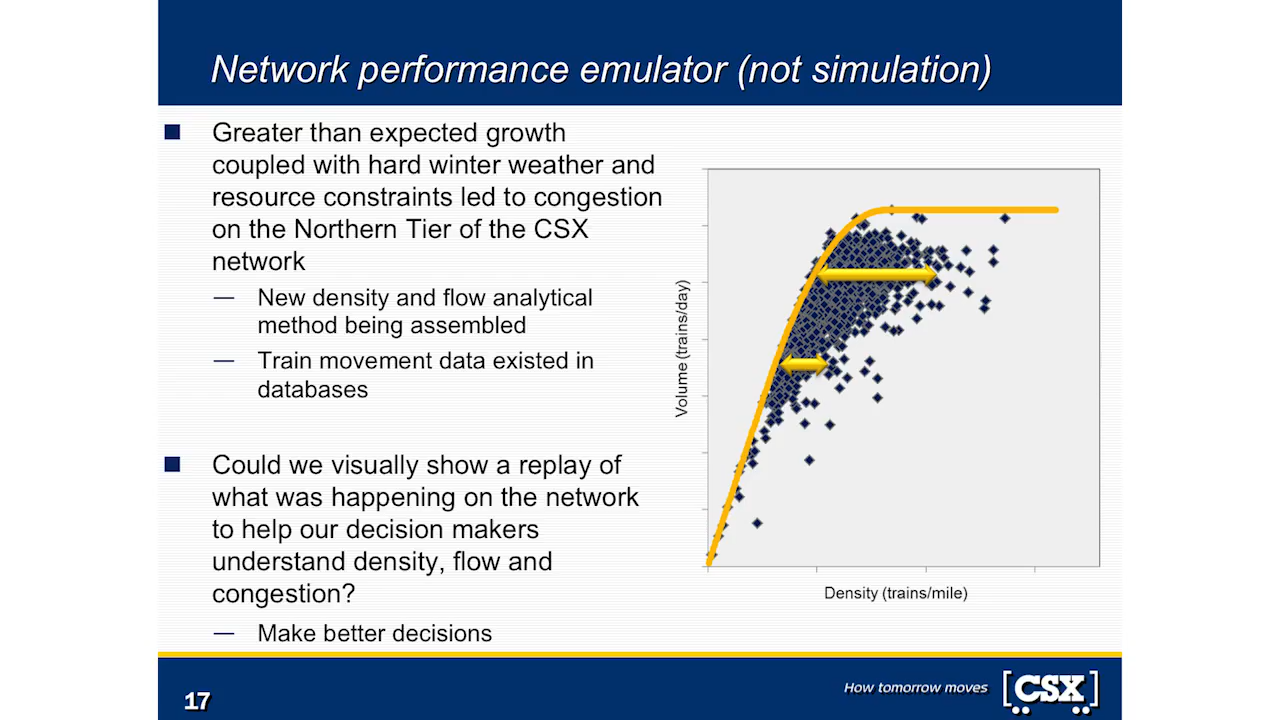 Network performance emulator (not simulation)
Greater than expected growth
coupled with hard winter weather and
resource constraints led to congestion
on the Northern Tier of the CSX
network
— New density and flow analytical
method being assembled
— Train movement data existed in
databases
Could we visually show a replay of
what was happening on the network
to help our decision makers
understand density, flow and
congestion?
— Make better decisions
Volume (trains/day)
Density (trains/mile)
17
How tomorrow moves
[CSX]